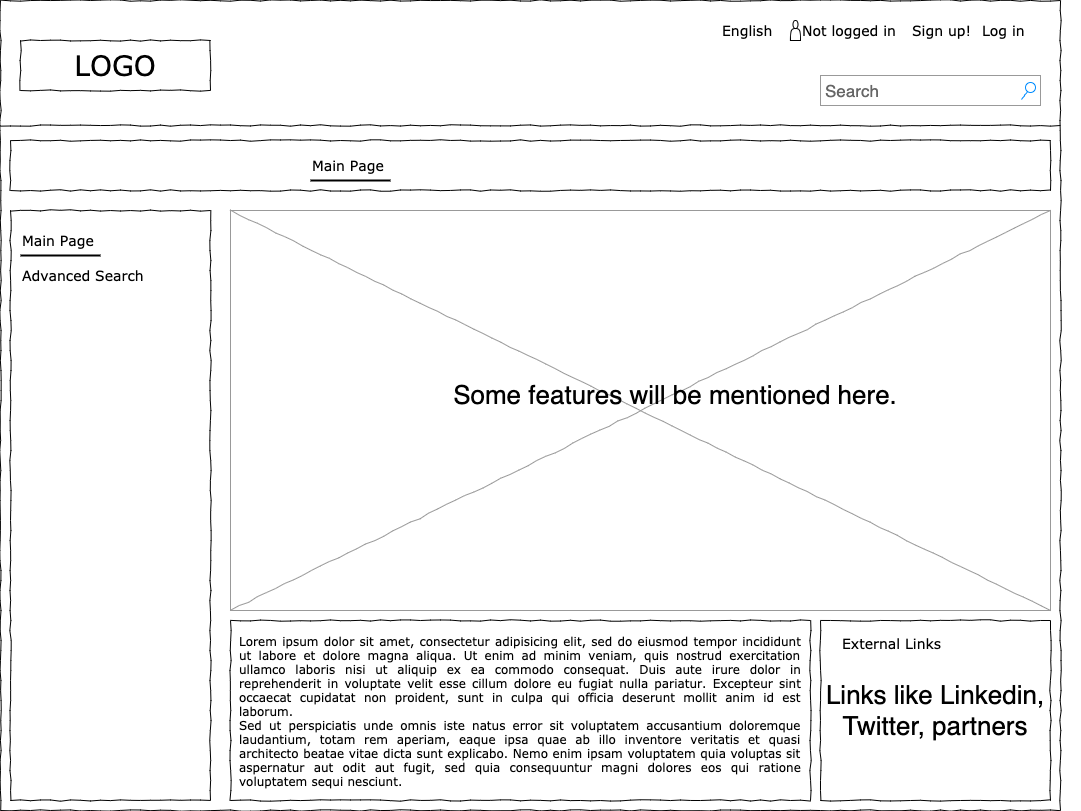 English Not logged in Sign up! Log in
LOGO
Search
Main Page
Main Page
Advanced Search
Some features will be mentioned here.
Lorem ipsum dolor sit amet, consectetur adipisicing elit, sed do eiusmod tempor incididunt
ut labore et dolore magna aliqua. Ut enim ad minim veniam, quis nostrud exercitation
ullamco laboris nisi ut aliquip ex ea commodo consequat. Duis aute irure dolor in
reprehenderit in voluptate velit esse cillum dolore eu fugiat nulla pariatur. Excepteur sint
occaecat cupidatat non proident, sunt in culpa qui officia deserunt mollit anim id est
laborum.
Sed ut perspiciatis unde omnis iste natus error sit voluptatem accusantium doloremque
laudantium, totam rem aperiam, eaque ipsa quae ab illo inventore veritatis et quasi
architecto beatae vitae dicta sunt explicabo. Nemo enim ipsam voluptatem quia voluptas sit
aspernatur aut odit aut fugit, sed quia consequuntur magni dolores eos qui ratione
voluptatem sequi nesciunt.
External Links
Links like Linkedin,
Twitter, partners